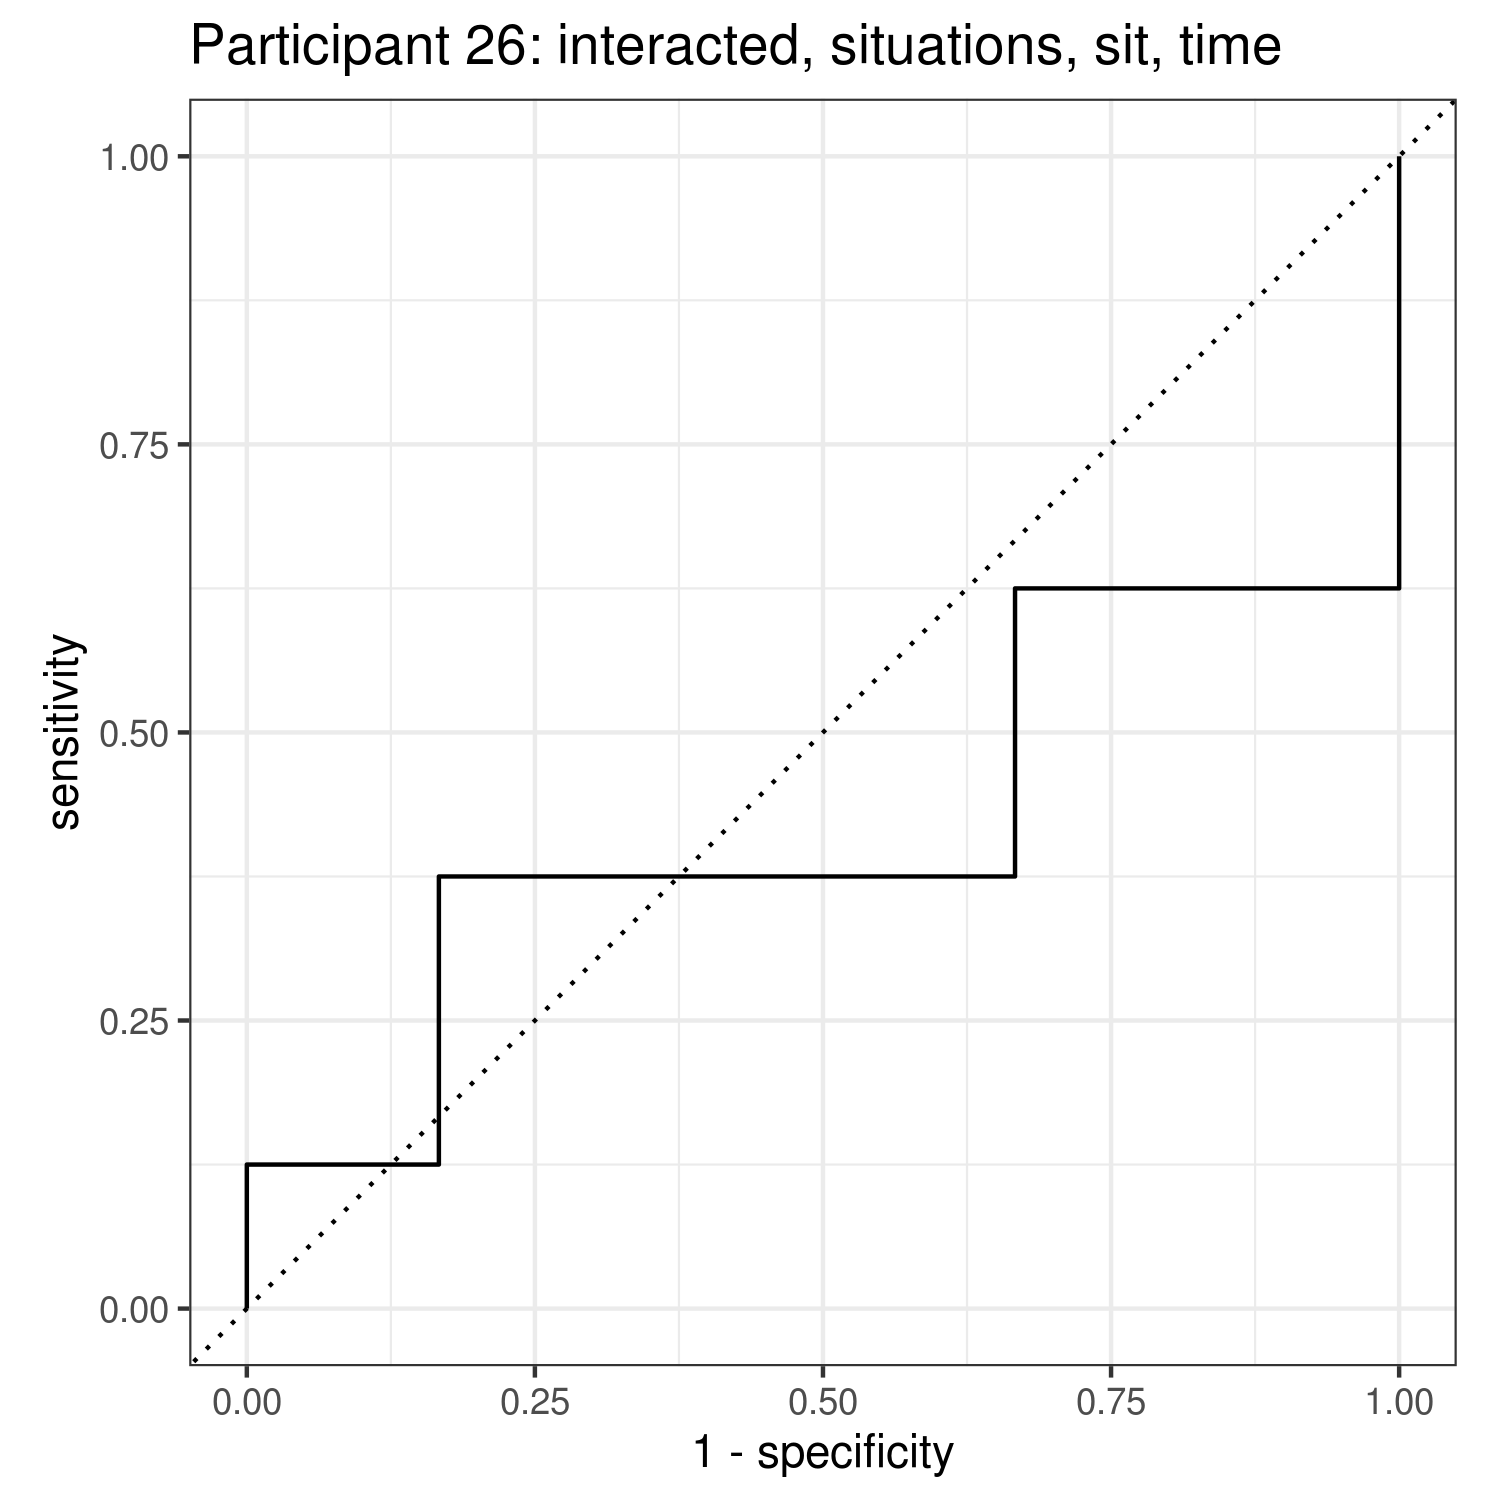 Participant 26: interacted, situations, sit, time
1.00
0.75
0.50
0.25
0.00
sensitivity
0.00 0.25 0.50 0.75 1.00
1 - specificity